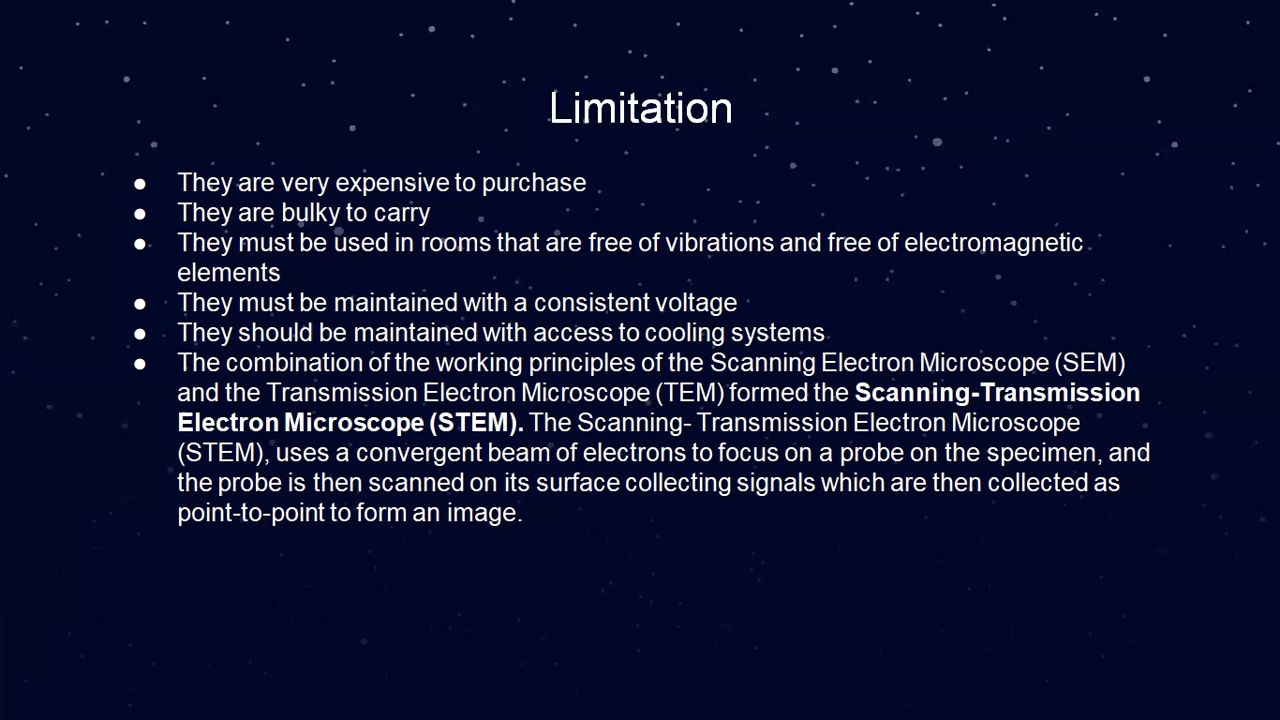 Limitation
● They are very expensive to purchase
● They are bulky to carry
● They must be used in rooms that are free of vibrations and free of electromagnetic
elements
● They must be maintained with a consistent voltage
● They should be maintained with access to cooling systems
● The combination of the working principles of the Scanning Electron Microscope (SEM)
and the Transmission Electron Microscope (TEM) formed the Scanning-Transmission
Electron Microscope (STEM). The Scanning- Transmission Electron Microscope
(STEM), uses a convergent beam of electrons to focus on a probe on the specimen, and
the probe is then scanned on its surface collecting signals which are then collected as
point-to-point to form an image.